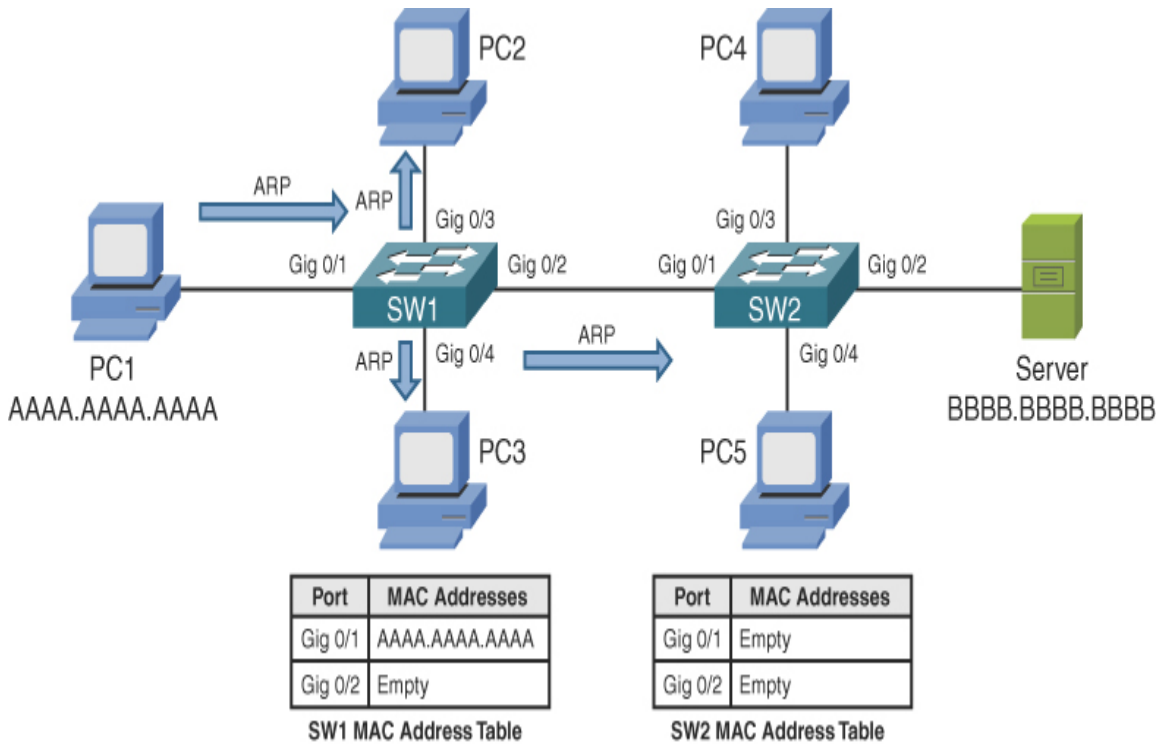 PC2
PC4
ARP
ARP
Gig 0/3
Gig 0/3
Gig 0/1
SW1
Gig 0/2
Gig 0/1
SW2
Gig 0/2
PC1
AAAA.AAAA.AAAA
ARP
Gig 0/4
ARP
Gig 0/4
Server
BBBB.BBBB.BBBB
PC3
PC5
Port MAC Addresses
Gig 0/1 AAAA.AAAA.AAAA
Gig 0/2 Empty
SW1 MAC Address Table
Port MAC Addresses
Gig 0/1 Empty
Gig 0/2 Empty
SW2 MAC Address Table